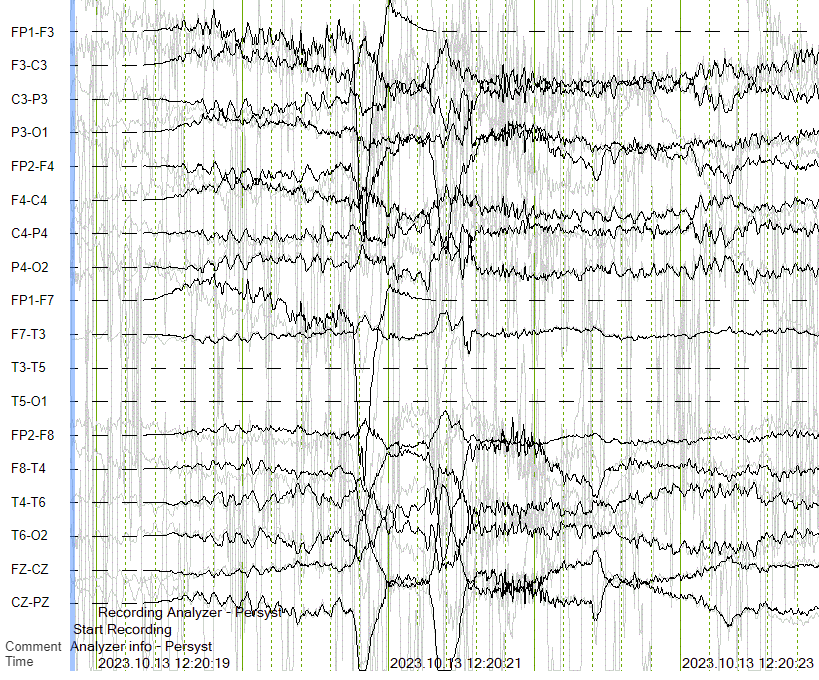 FP1-F3
F3-C3
C3-P3
P3-O1
FP2-F4
F4-C4
C4-P4
P4-O2
FP1-F7
F7-T3
T3-T5
T5-O1
FP2-F8
F8-T4
T4-T6
T6-O2
FZ-CZ
CZ-PZ
Recording Analyzer - Persyst
Start Recording
Comment Analyzer info - Persyst
Time 2023.10.13 12:20:19 2023.10.13 12:20:21 2023.10.13 12:20:23